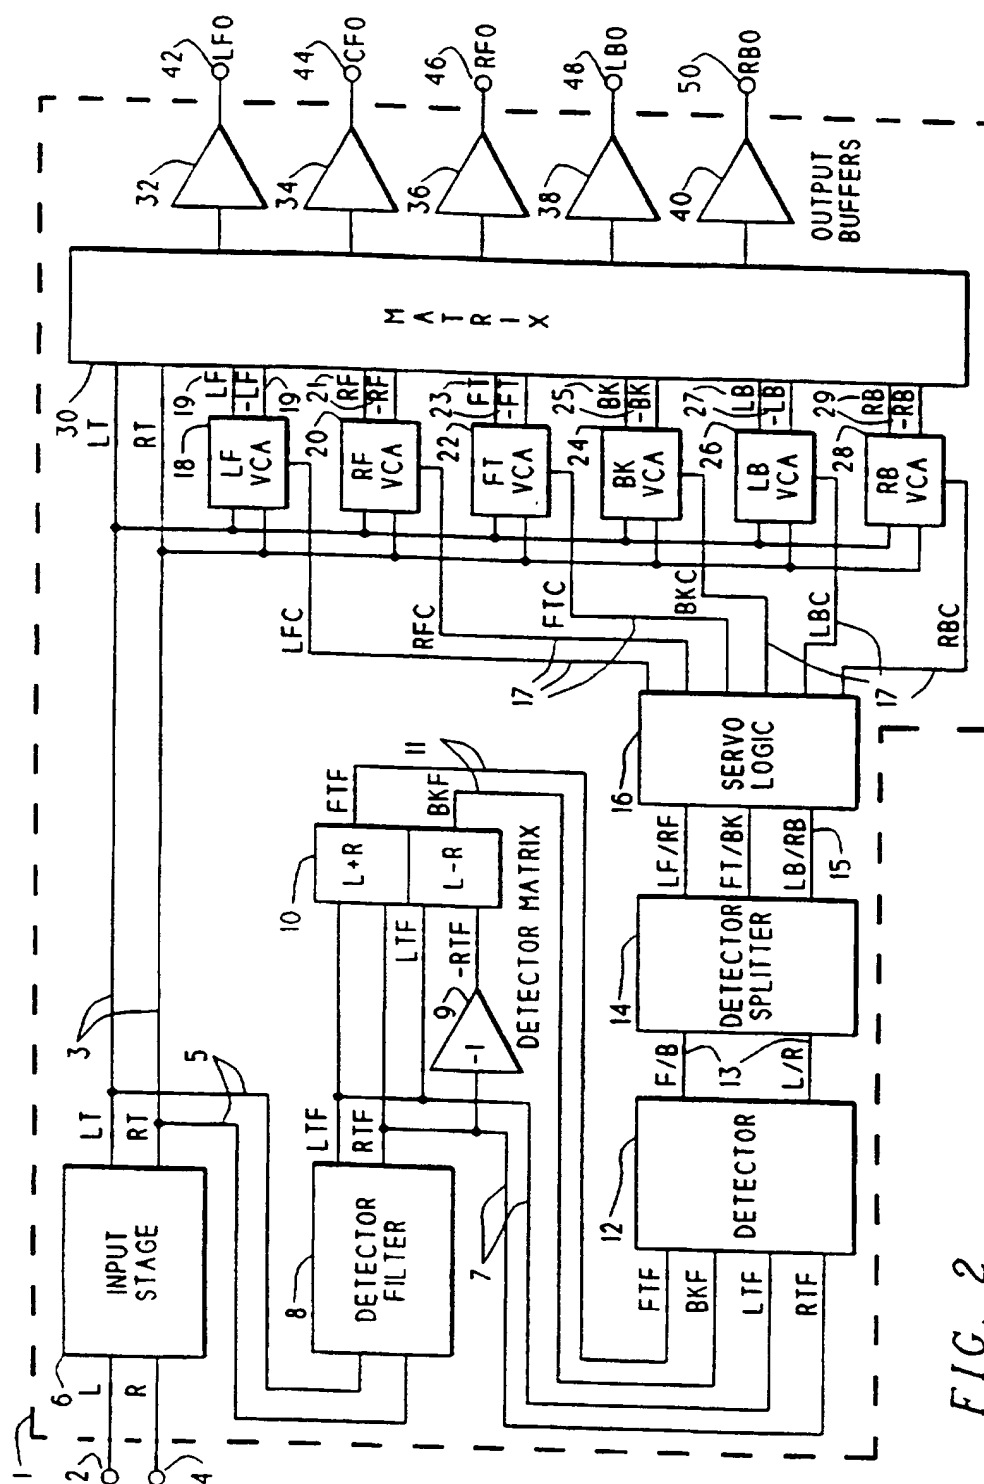 1
2
4
L
R
6
INPUT
STAGE
LT
RT
3
5
30
LT
RT
8
DETECTOR
FILTER
LTF
RTF
7
LTF
-RTF
9
-1
10
L+R
L-R
FTF
BKF
11
DETECTOR MATRIX
FTF
BKF
LTF
RTF
12
DETECTOR
F/B
13
L/R
14
DETECTOR
SPLITTER
LF/RF
FT/BK
LB/RB
15
16
SERVO
LOGIC
17
17
LFC
RFC
FTC
BKC
LBC
RBC
18
LF
VCA
19
LF
-LF
19
20
RF
VCA
21
RF
-RF
22
FT
VCA
23
FT
-FT
24
BK
VCA
25
BK
-BK
26
LB
VCA
27
LB
-LB
28
RB
VCA
29
RB
-RB
MATRIX
32
34
36
38
40
OUTPUT
BUFFERS
42
LFO
44
CFO
46
RFO
48
LBO
50
RBO
FIG. 2